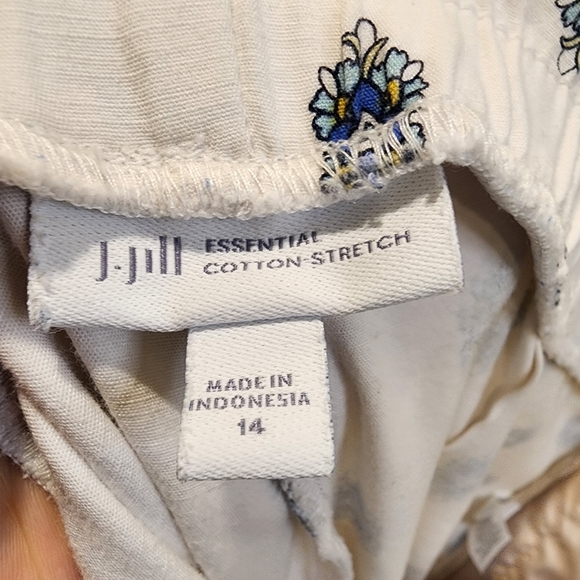 J.Jill ESSENTIAL
COTTON-STRETCH
MADE IN
INDONESIA
14